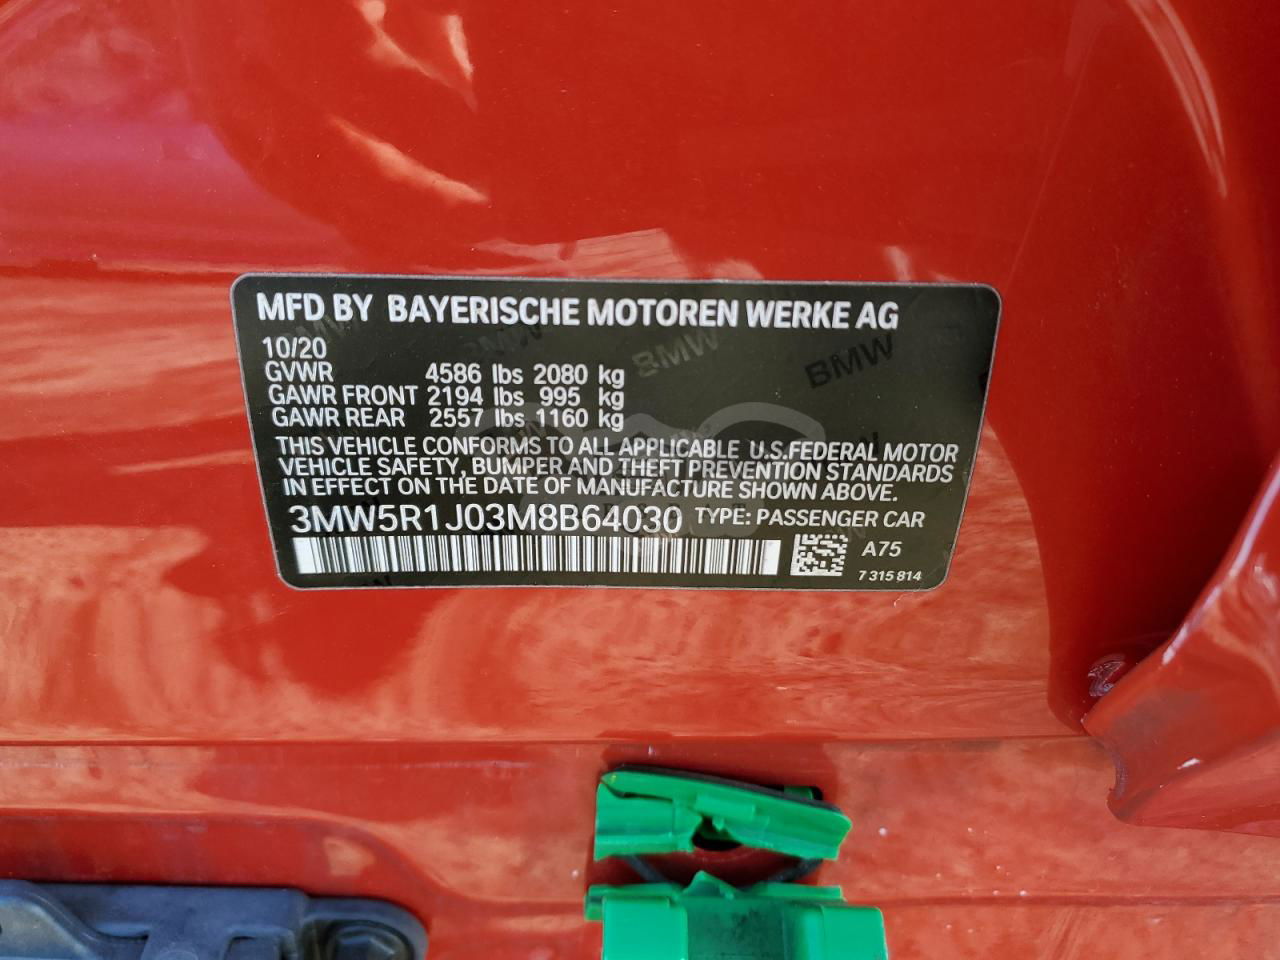 MFD BY BAYERISCHE MOTOREN WERKE AG
10/20
GVWR 4586 lbs 2080 kg
GAWR FRONT 2194 lbs 995 kg
GAWR REAR 2557 lbs 1160 kg
THIS VEHICLE CONFORMS TO ALL APPLICABLE U.S.FEDERAL MOTOR
VEHICLE SAFETY, BUMPER AND THEFT PREVENTION STANDARDS
IN EFFECT ON THE DATE OF MANUFACTURE SHOWN ABOVE.
3MW5R1J03M8B64030 TYPE: PASSENGER CAR
A75
7 315 814
BMW
BMW
BMW